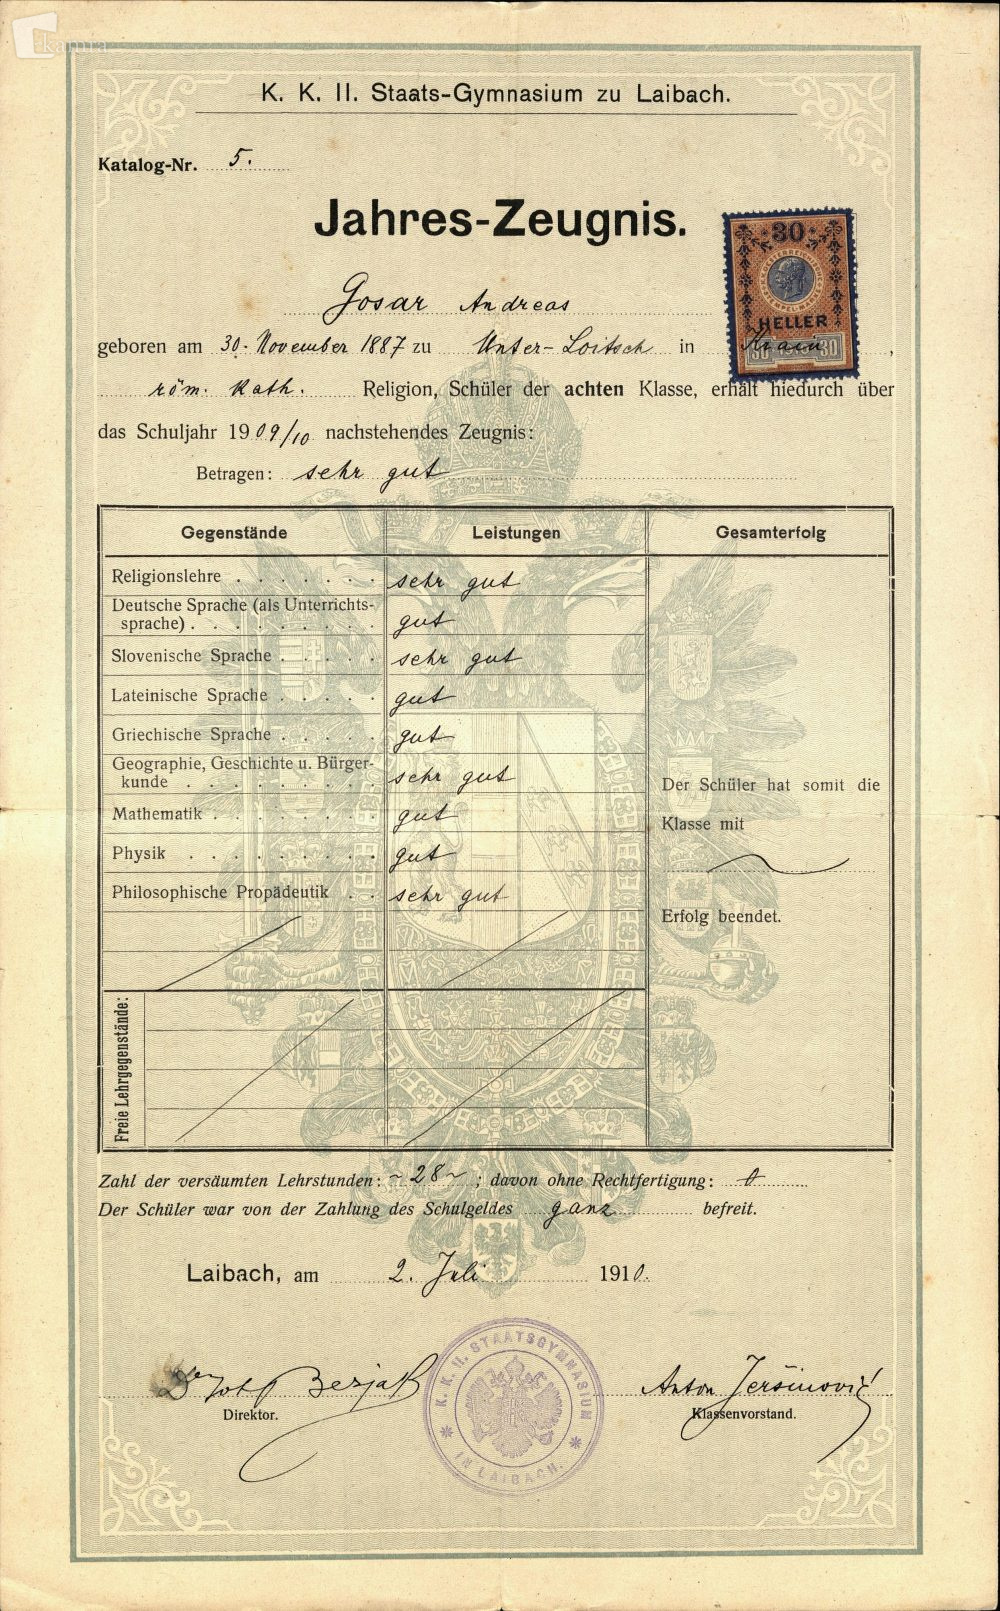 kamra
K. K. II. Staats-Gymnasium zu Laibach.
Katalog-Nr. 5.
Jahres-Zeugnis.
30
HELLER
30 30
Gosar Andreas
geboren am 30. November 1887 zu Unter-Loitsch in Krain,
röm. kath. Religion, Schüler der achten Klasse, erhält hiedurch über
das Schuljahr 1909/10 nachstehendes Zeugnis:
Betragen: sehr gut
Gegenstände Leistungen Gesamterfolg
Religionslehre . . . . . . . sehr gut
Deutsche Sprache (als Unterrichts-
sprache) . . . . . . . . . gut
Slovenische Sprache . . . . . sehr gut
Lateinische Sprache . . . . . gut
Griechische Sprache . . . . . gut
Geographie, Geschichte u. Bürger-
kunde . . . . . . . . . sehr gut
Mathematik . . . . . . . . gut
Physik . . . . . . . . . gut
Philosophische Propädeutik . . sehr gut
Der Schüler hat somit die
Klasse mit
Erfolg beendet.
Freie Lehrgegenstände:
Zahl der versäumten Lehrstunden: ~ 28 ~ ; davon ohne Rechtfertigung: 0
Der Schüler war von der Zahlung des Schulgeldes ganz befreit.
Laibach, am 2. Juli 1910.
K. K. II. STAATSGYMNASIUM
* IN LAIBACH. *
Bezjak
Direktor.
Anton Jeršinović
Klassenvorstand.